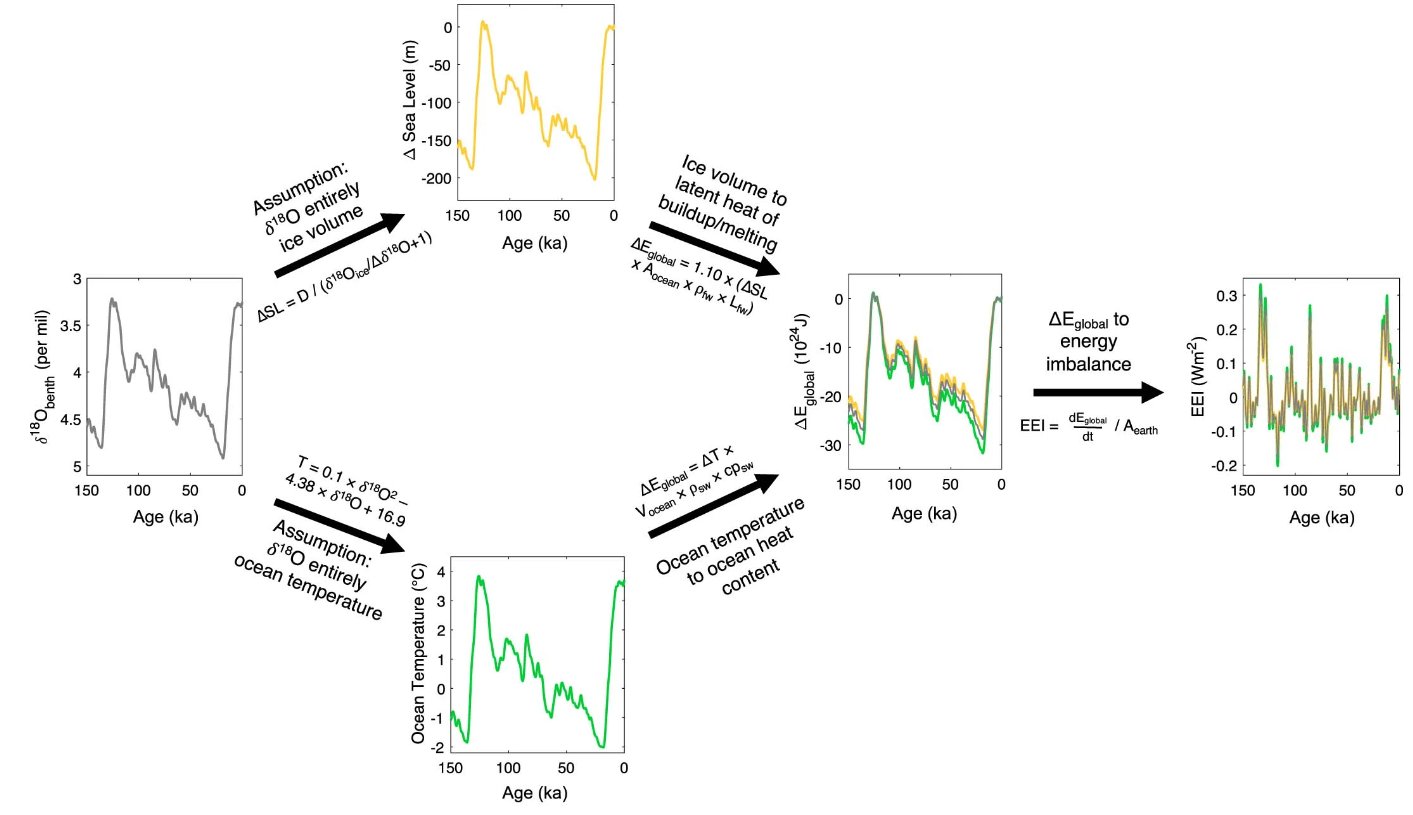 3
3.5
4
4.5
5
δ18Obenth (per mil)
150 100 50 0
Age (ka)
Assumption:
δ18O entirely
ice volume
ΔSL = D / (δ18Oice/Δδ18O+1)
T = 0.1 × δ18O2 –
4.38 × δ18O + 16.9
Assumption:
δ18O entirely
ocean temperature
0
-50
-100
-150
-200
Δ Sea Level (m)
150 100 50 0
Age (ka)
4
3
2
1
0
-1
-2
Ocean Temperature (°C)
150 100 50 0
Age (ka)
Ice volume to
latent heat of
buildup/melting
ΔEglobal = 1.10 x (ΔSL
x Aocean x ρfw x Lfw)
ΔEglobal = ΔT ×
Vocean × ρsw × cpsw
Ocean temperature
to ocean heat
content
0
-10
-20
-30
ΔEglobal (1024J)
150 100 50 0
Age (ka)
ΔEglobal to
energy
imbalance
EEI = dEglobal/dt / Aearth
0.3
0.2
0.1
0
-0.1
-0.2
EEI (Wm-2)
150 100 50 0
Age (ka)